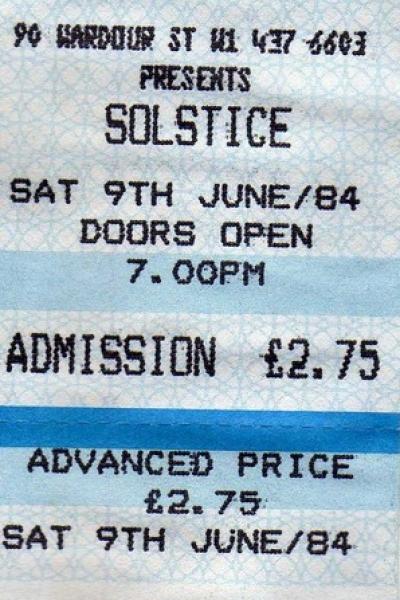 90 WARDOUR ST W1 437 6603
PRESENTS
SOLSTICE
SAT 9TH JUNE/84
DOORS OPEN
7.00PM
ADMISSION £2.75
ADVANCED PRICE
£2.75
SAT 9TH JUNE/84